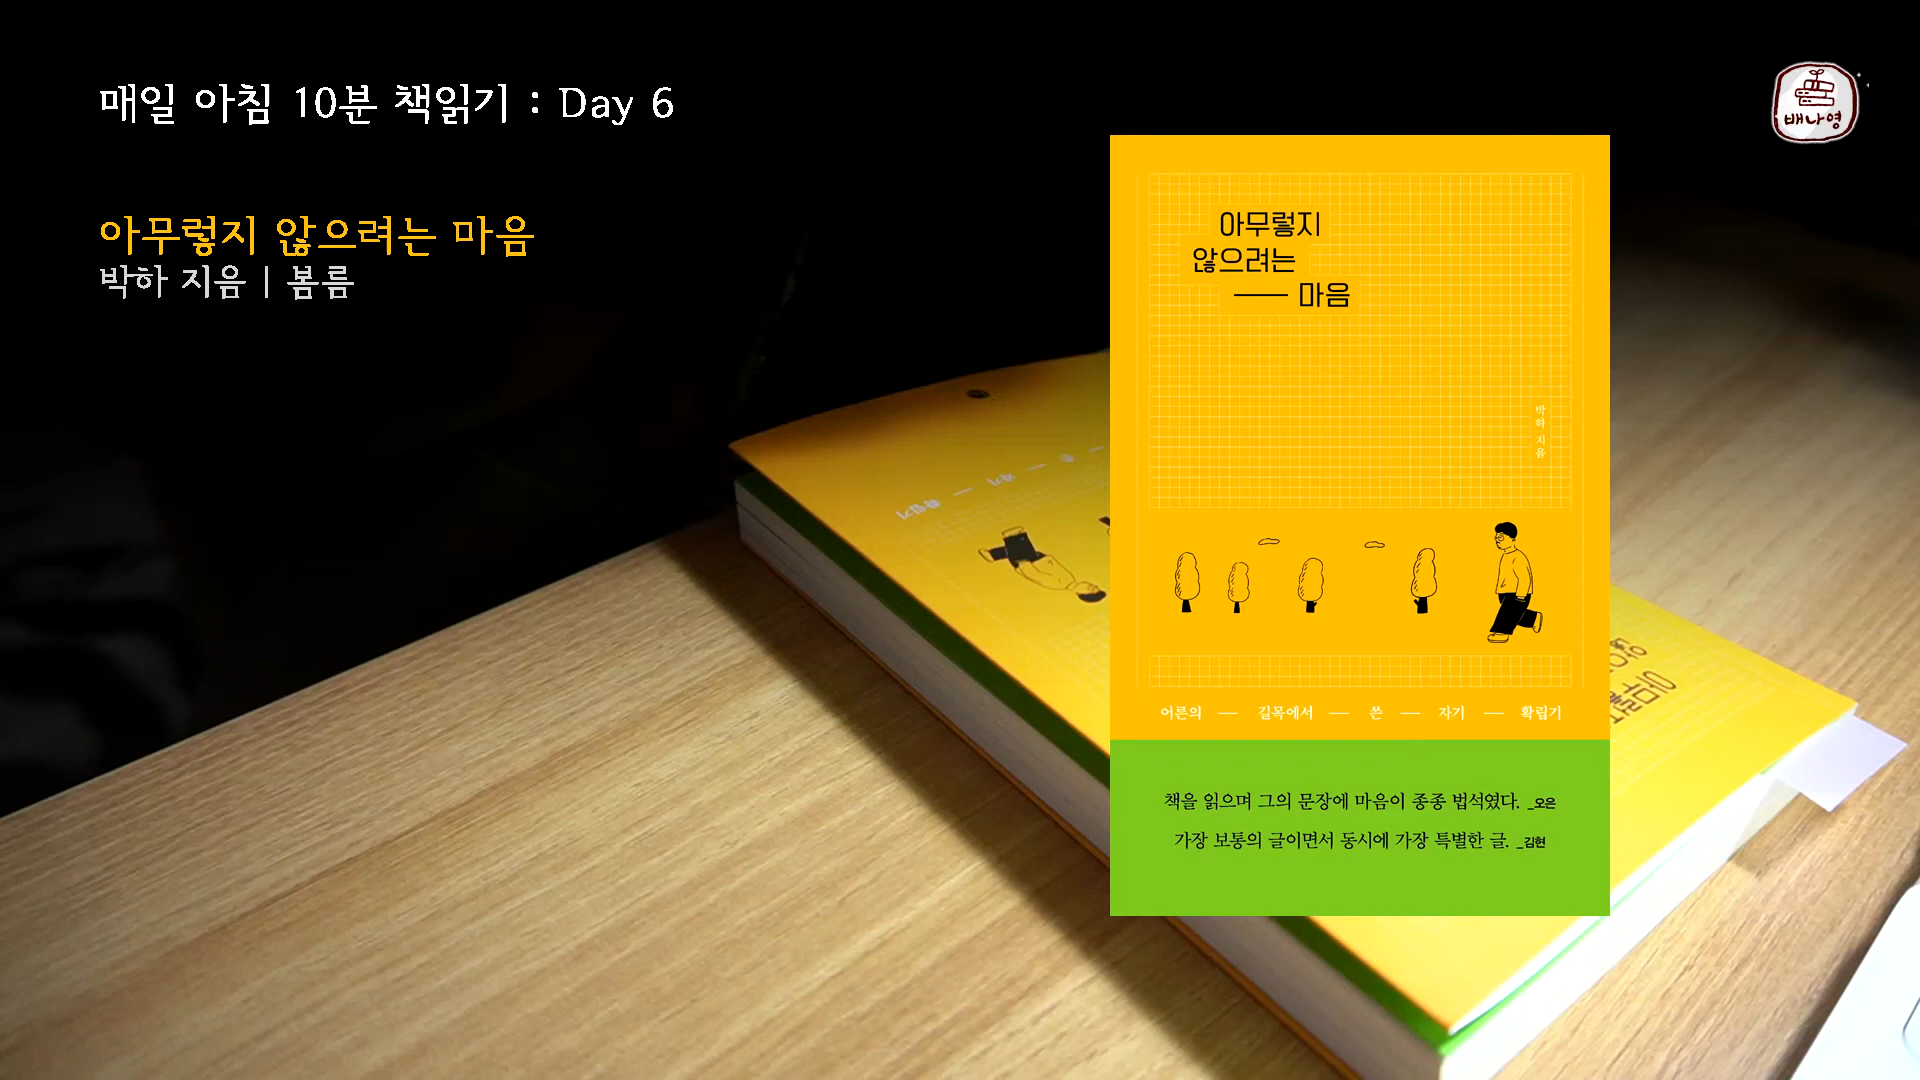 매일 아침 10분 책읽기 : Day 6
배나영
아무렇지 않으려는 마음
박하 지음 | 봄름
아무렇지
않으려는
마음
박하 지음
어른의 — 길목에서 — 쓴 — 자기 — 확립기
책을 읽으며 그의 문장에 마음이 종종 법석였다. _오은
가장 보통의 글이면서 동시에 가장 특별한 글. _김현